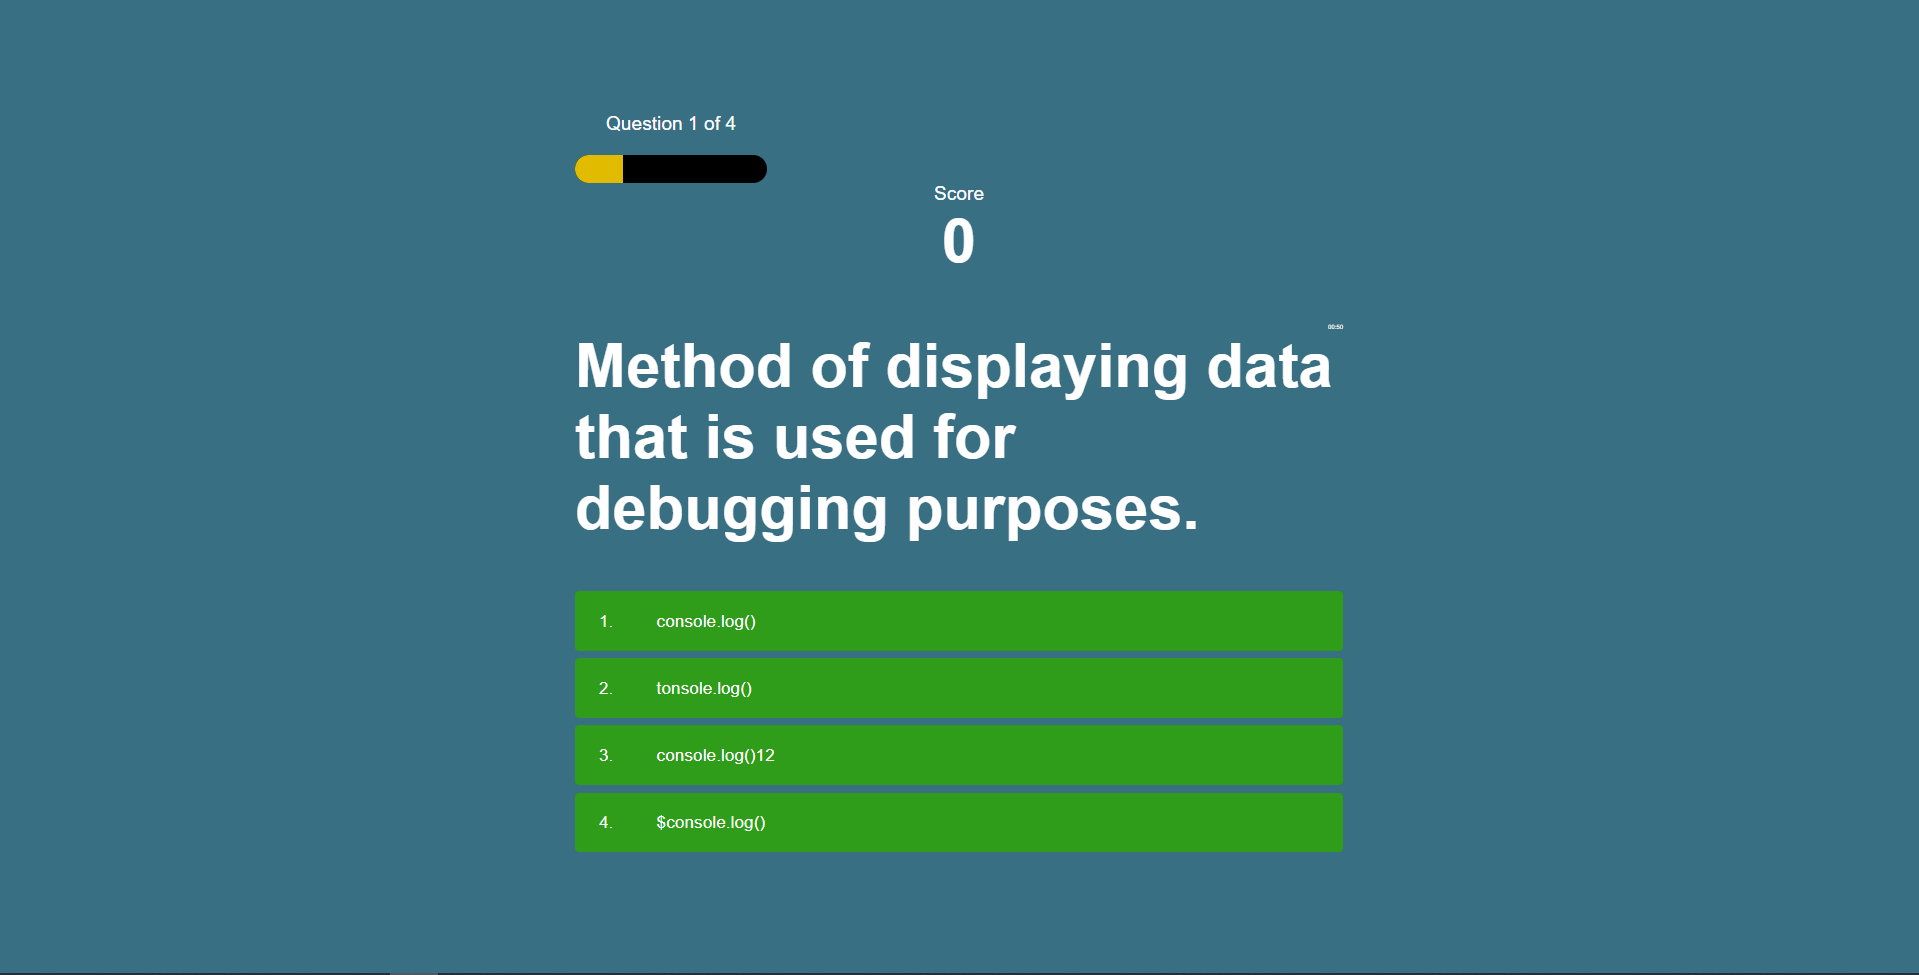 Question 1 of 4
Score
0
00:50
Method of displaying data
that is used for
debugging purposes.
1. console.log()
2. tonsole.log()
3. console.log()12
4. $console.log()